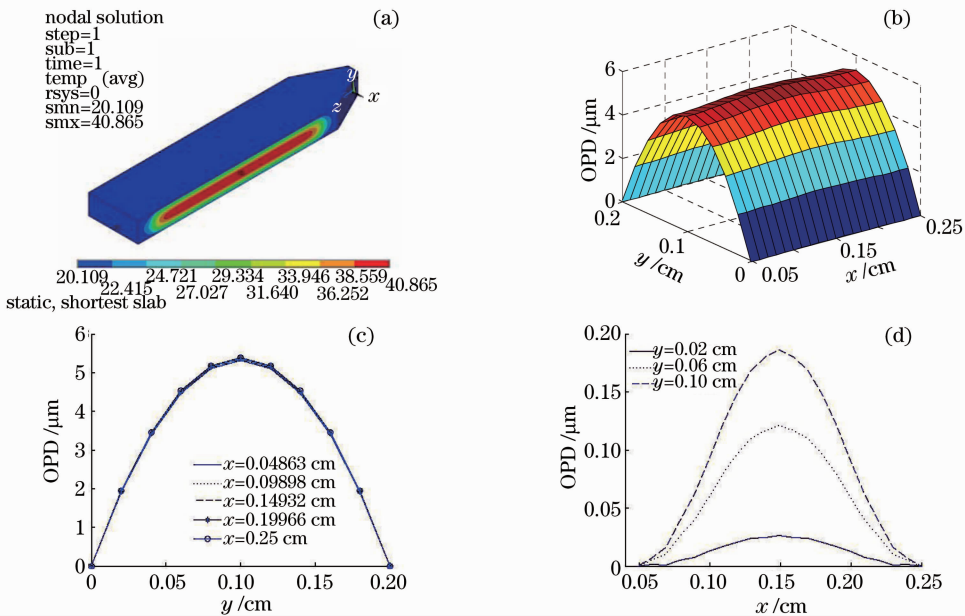 nodal solution
step=1
sub=1
time=1
temp (avg)
rsys=0
smn=20.109
smx=40.865
(a)
y
x
z
20.109 24.721 29.334 33.946 38.559 40.865
22.415 27.027 31.640 36.252
static, shortest slab
(b)
OPD /μm
6
4
2
0
0.2
0.1
0
y /cm
0.05
0.15
0.25
x /cm
(c)
OPD /μm
6
5
4
3
2
1
0
x=0.04863 cm
x=0.09898 cm
x=0.14932 cm
x=0.19966 cm
x=0.25 cm
0 0.05 0.10 0.15 0.20
y /cm
(d)
OPD /μm
0.20
0.15
0.10
0.05
0
y=0.02 cm
y=0.06 cm
y=0.10 cm
0.05 0.10 0.15 0.20 0.25
x /cm